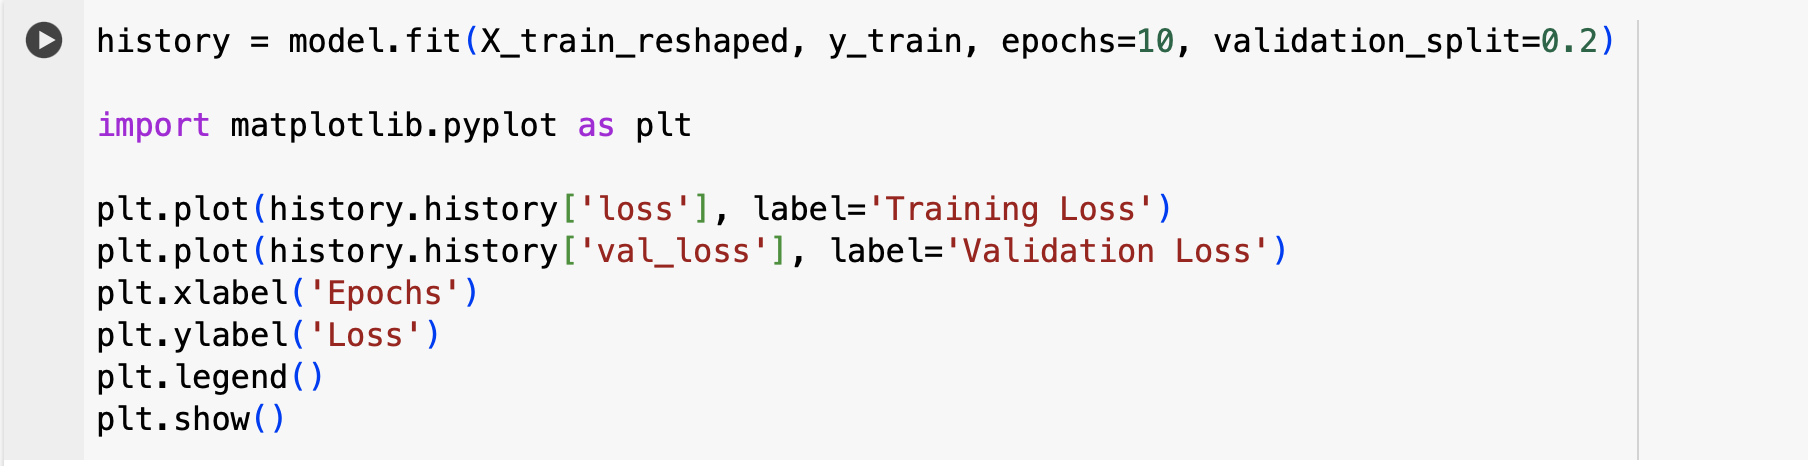 history = model.fit(X_train_reshaped, y_train, epochs=10, validation_split=0.2)
import matplotlib.pyplot as plt
plt.plot(history.history['loss'], label='Training Loss')
plt.plot(history.history['val_loss'], label='Validation Loss')
plt.xlabel('Epochs')
plt.ylabel('Loss')
plt.legend()
plt.show()